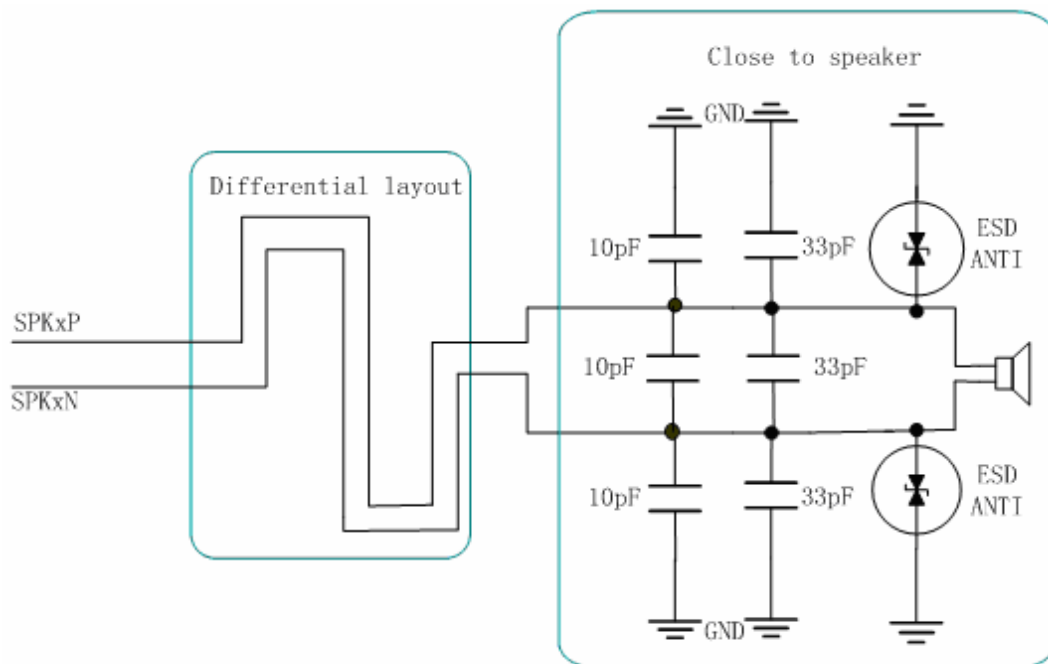 Close to speaker
GND
Differential layout
10pF
33pF
ESD
ANTI
SPKxP
SPKxN
10pF
33pF
10pF
33pF
ESD
ANTI
GND